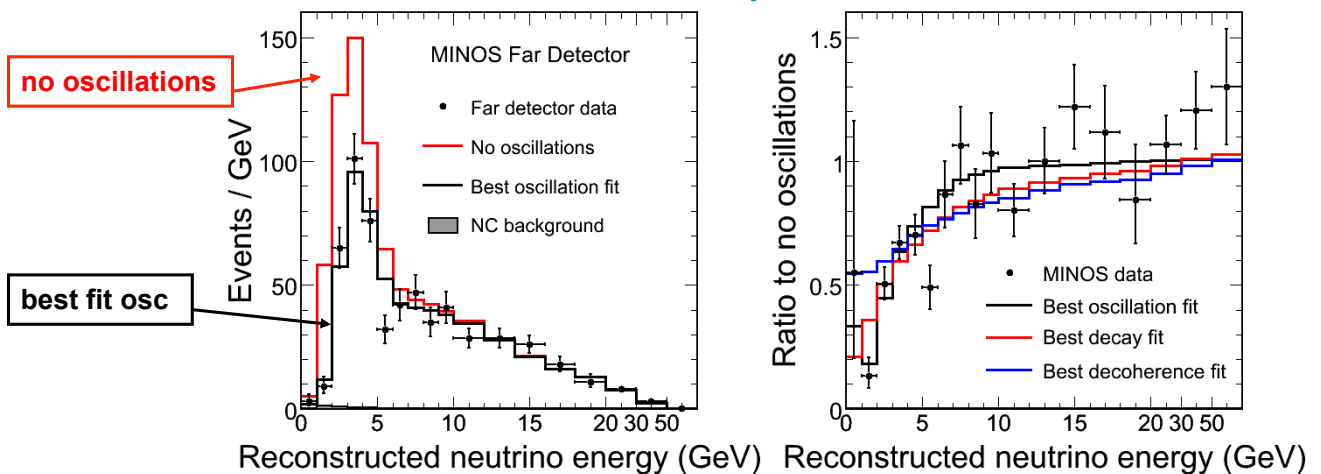 no oscillations
best fit osc
150
100
50
0
Events / GeV
MINOS Far Detector
Far detector data
No oscillations
Best oscillation fit
NC background
0 5 10 15 20 30 50
Reconstructed neutrino energy (GeV)
1.5
1
0.5
0
Ratio to no oscillations
MINOS data
Best oscillation fit
Best decay fit
Best decoherence fit
0 5 10 15 20 30 50
Reconstructed neutrino energy (GeV)